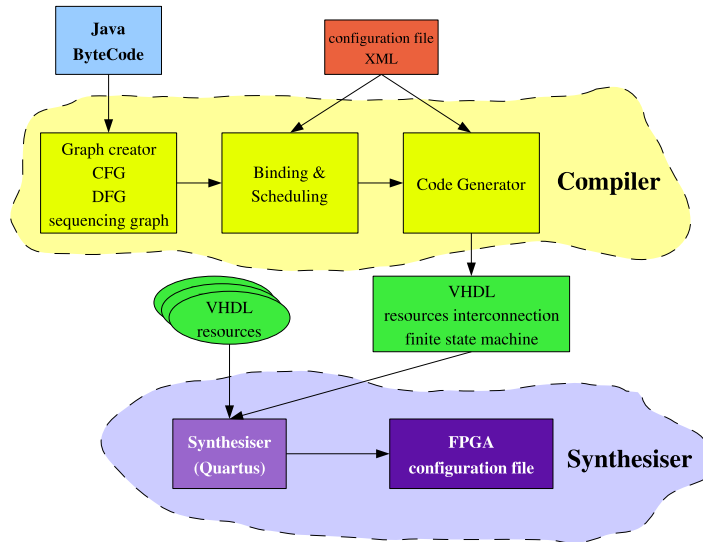 Java
ByteCode
configuration file
XML
Graph creator
CFG
DFG
sequencing graph
Binding &
Scheduling
Code Generator
Compiler
VHDL
resources
VHDL
resources interconnection
finite state machine
Synthesiser
(Quartus)
FPGA
configuration file
Synthesiser